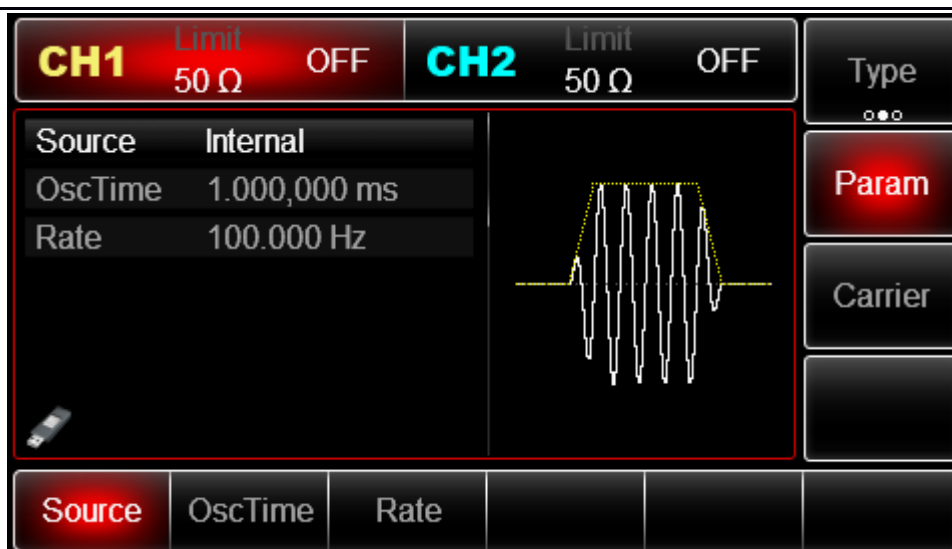 CH1 Limit 50 Ω OFF CH2 Limit 50 Ω OFF
Type
Source Internal
OscTime 1.000,000 ms
Rate 100.000 Hz
Param
Carrier
Source OscTime Rate